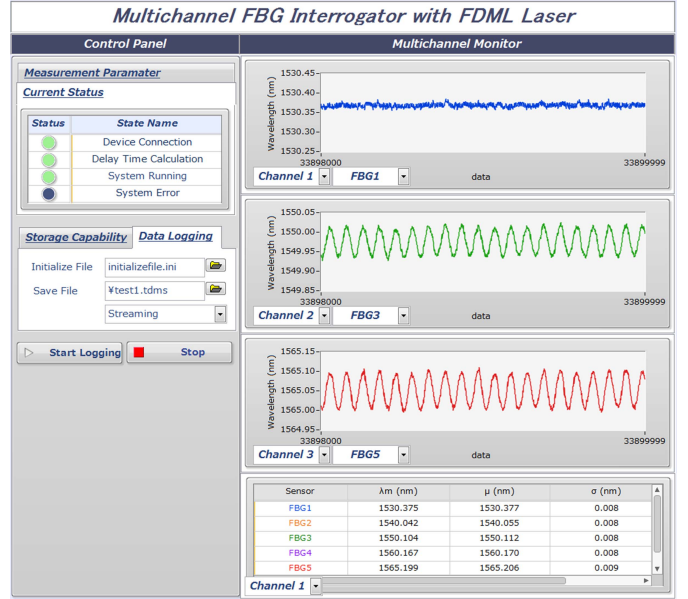 Multichannel FBG Interrogator with FDML Laser
Control Panel
Multichannel Monitor
Measurement Paramater
Current Status
Status State Name
Device Connection
Delay Time Calculation
System Running
System Error
Storage Capability Data Logging
Initialize File initializefile.ini
Save File ¥test1.tdms
Streaming
Start Logging Stop
Wavelength (nm)
1530.45
1530.40
1530.35
1530.30
1530.25
33898000 33899999
Channel 1 FBG1 data
Wavelength (nm)
1550.05
1550.00
1549.95
1549.90
1549.85
33898000 33899999
Channel 2 FBG3 data
Wavelength (nm)
1565.15
1565.10
1565.05
1565.00
1564.95
33898000 33899999
Channel 3 FBG5 data
Sensor λm (nm) μ (nm) σ (nm)
FBG1 1530.375 1530.377 0.008
FBG2 1540.042 1540.055 0.008
FBG3 1550.104 1550.112 0.008
FBG4 1560.167 1560.170 0.008
FBG5 1565.199 1565.206 0.009
Channel 1